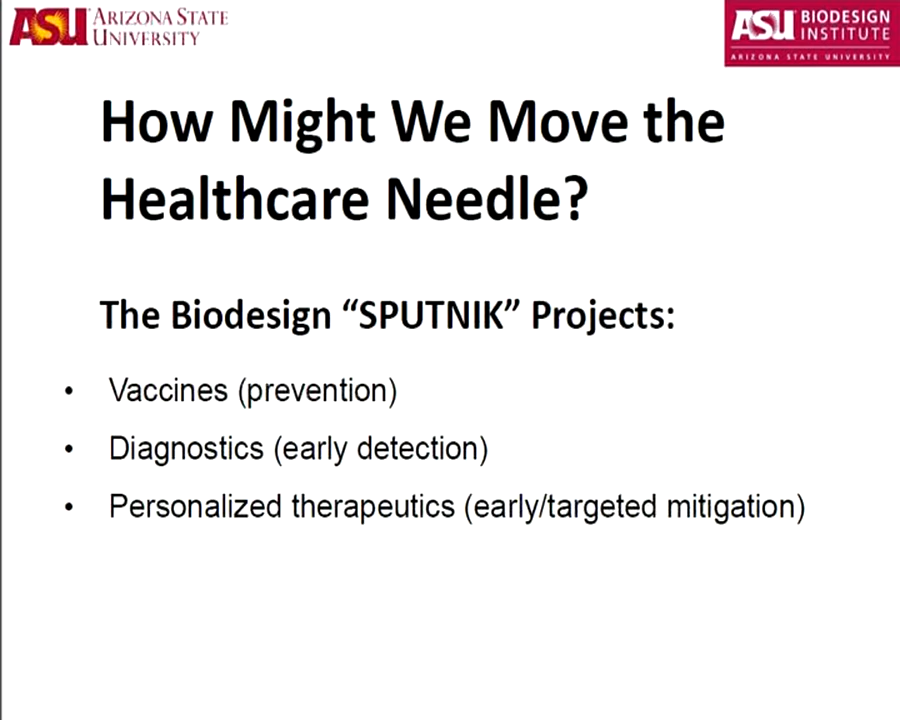 ASU ARIZONA STATE
UNIVERSITY
ASU BIODESIGN
INSTITUTE
ARIZONA STATE UNIVERSITY
How Might We Move the
Healthcare Needle?
The Biodesign “SPUTNIK” Projects:
• Vaccines (prevention)
• Diagnostics (early detection)
• Personalized therapeutics (early/targeted mitigation)